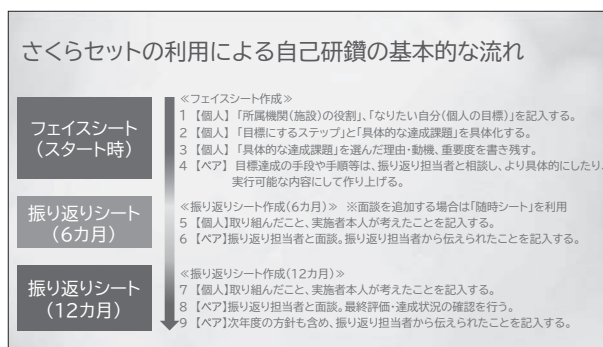 さくらセットの利用による自己研鑽の基本的な流れ
フェイスシート
（スタート時）
≪フェイスシート作成≫
1 【個人】「所属機関（施設）の役割」、「なりたい自分（個人の目標）」を記入する。
2 【個人】「目標にするステップ」と「具体的な達成課題」を具体化する。
3 【個人】「具体的な達成課題」を選んだ理由・動機、重要度を書き残す。
4 【ペア】目標達成の手段や手順等は、振り返り担当者と相談し、より具体的にしたり、
実行可能な内容にして作り上げる。
振り返りシート
（6カ月）
≪振り返りシート作成（6カ月）≫ ※面談を追加する場合は「随時シート」を利用
5 【個人】取り組んだこと、実施者本人が考えたことを記入する。
6 【ペア】振り返り担当者と面談。振り返り担当者から伝えられたことを記入する。
振り返りシート
（12カ月）
≪振り返りシート作成（12カ月）≫
7 【個人】取り組んだこと、実施者本人が考えたことを記入する。
8 【ペア】振り返り担当者と面談。最終評価・達成状況の確認を行う。
9 【ペア】次年度の方針も含め、振り返り担当者から伝えられたことを記入する。